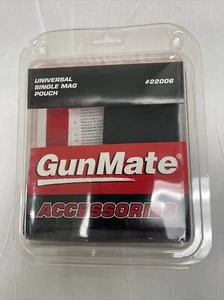 UNIVERSAL
SINGLE MAG
POUCH
#22006
GunMate
ACCESSORIES